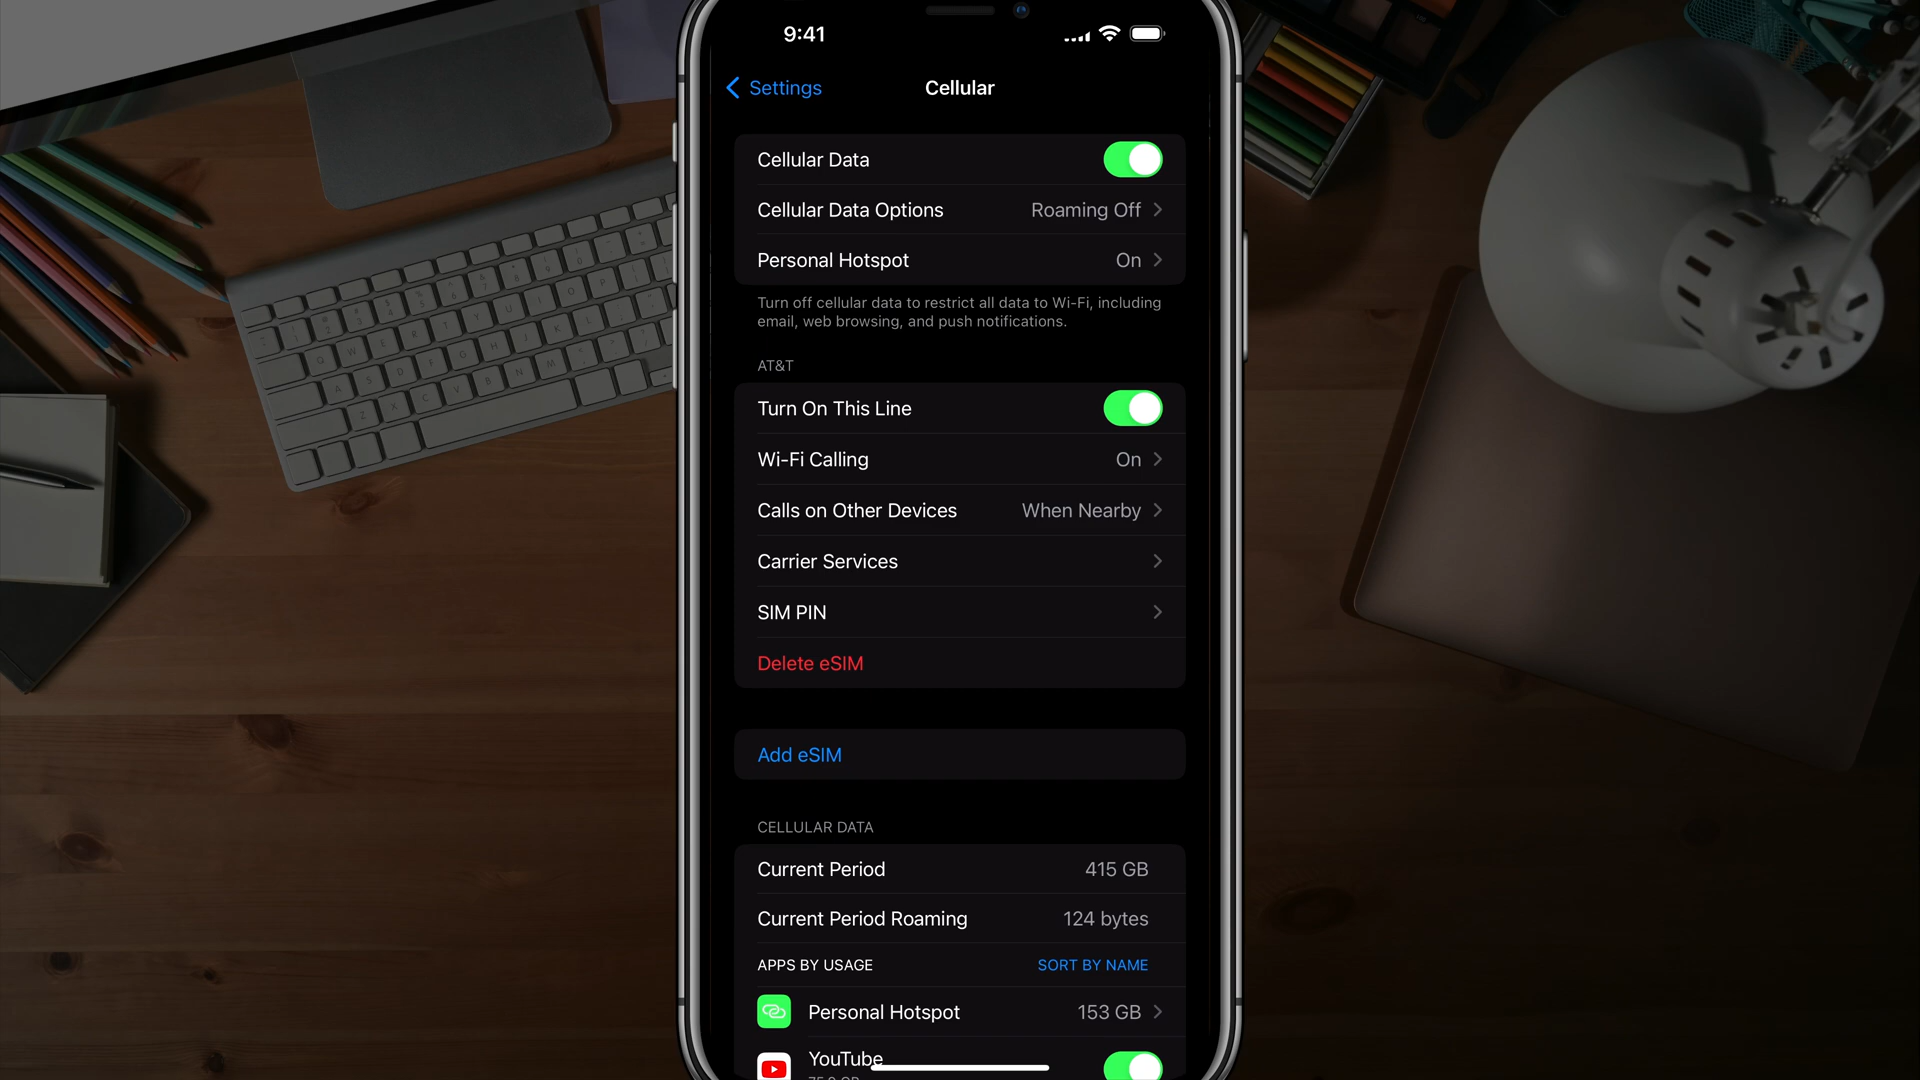 9:41
Settings
Cellular
Cellular Data
Cellular Data Options
Roaming Off
Personal Hotspot
On
Turn off cellular data to restrict all data to Wi-Fi, including
email, web browsing, and push notifications.
AT&T
Turn On This Line
Wi-Fi Calling
On
Calls on Other Devices
When Nearby
Carrier Services
SIM PIN
Delete eSIM
Add eSIM
CELLULAR DATA
Current Period
415 GB
Current Period Roaming
124 bytes
APPS BY USAGE
SORT BY NAME
Personal Hotspot
153 GB
YouTube